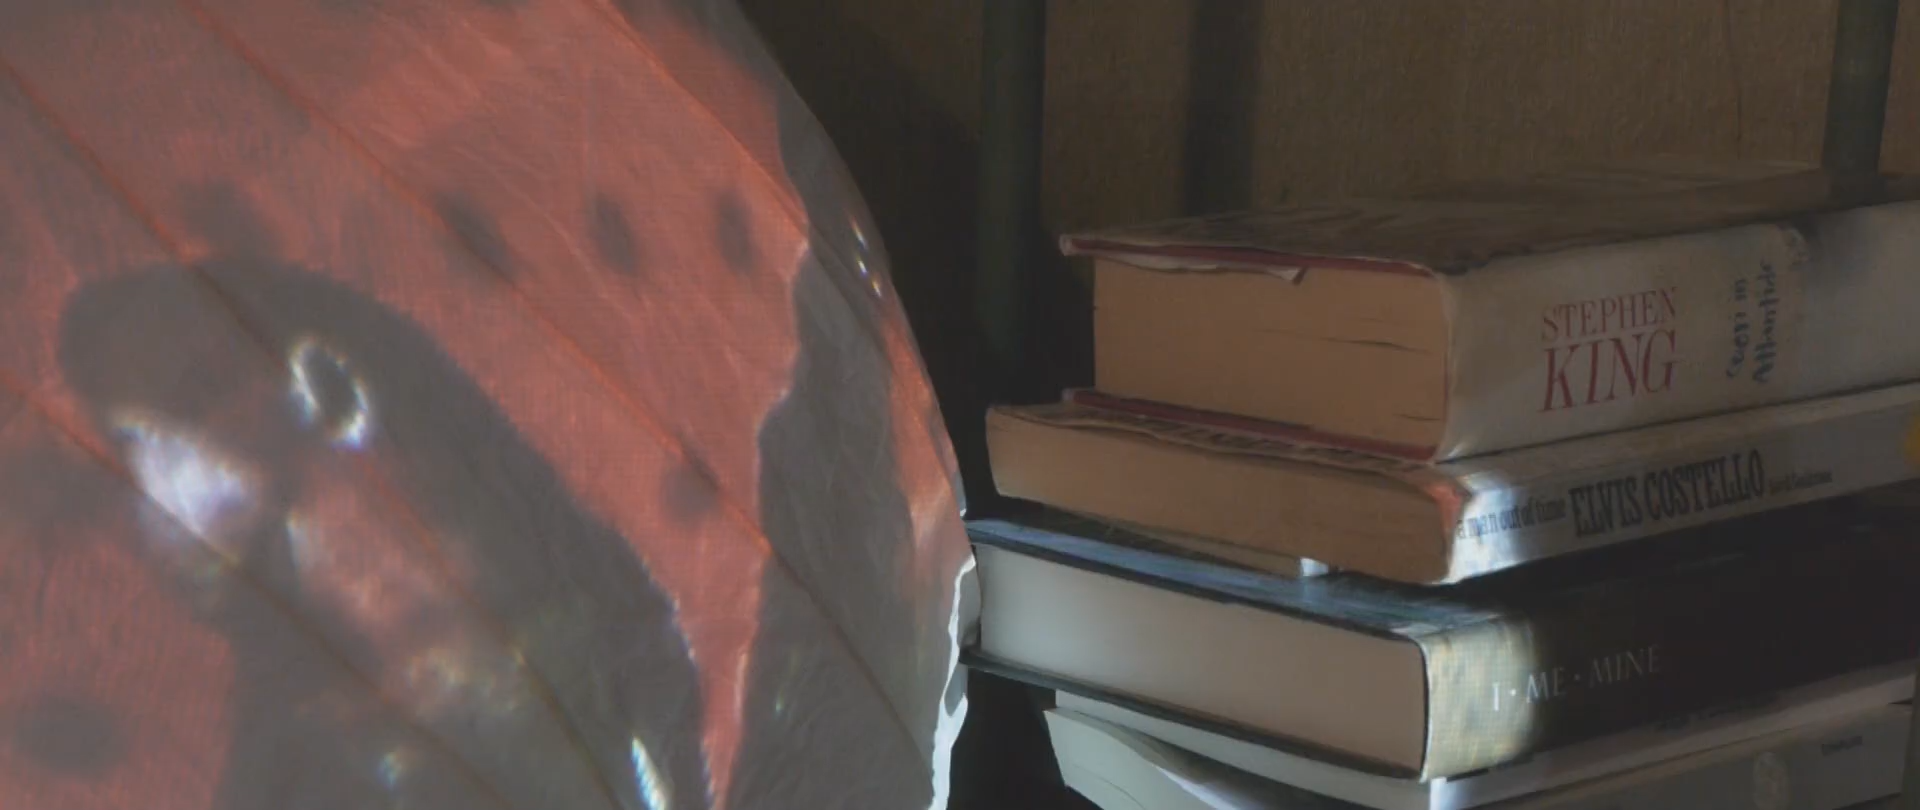 STEPHEN
KING
Hearts in
Atlantis
a man out of time ELVIS COSTELLO
I · ME · MINE